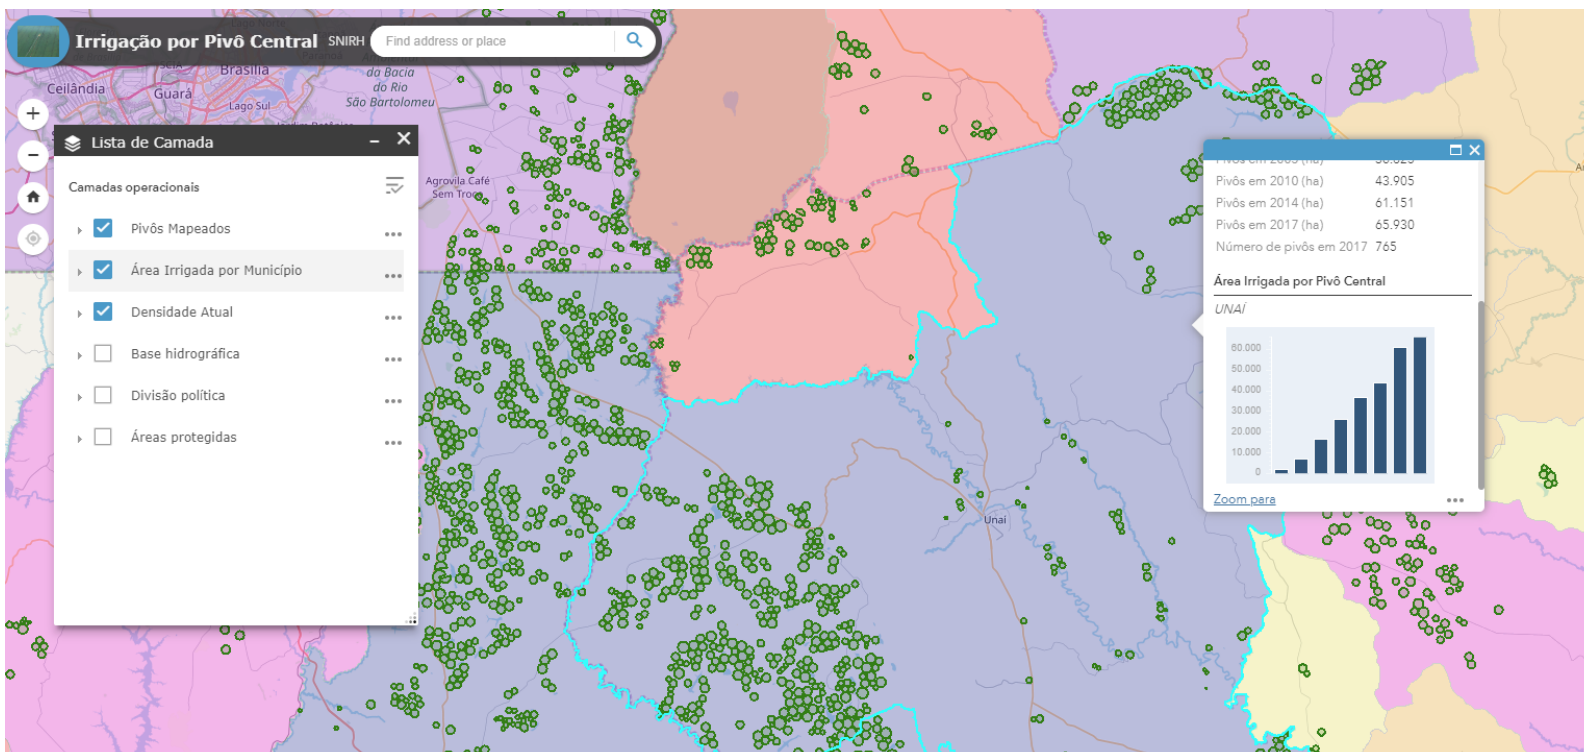 Irrigação por Pivô Central SNIRH
Find address or place
Brasília
Ceilândia
Guará
Lago Sul
da Bacia
do Rio
São Bartolomeu
Lista de Camada
Camadas operacionais
Pivôs Mapeados
Área Irrigada por Município
Densidade Atual
Base hidrográfica
Divisão política
Áreas protegidas
Agrovila Café
Sem Troco
Unaí
Pivôs em 2010 (ha) 43.905
Pivôs em 2014 (ha) 61.151
Pivôs em 2017 (ha) 65.930
Número de pivôs em 2017 765
Área Irrigada por Pivô Central
UNAÍ
60.000
50.000
40.000
30.000
20.000
10.000
0
Zoom para